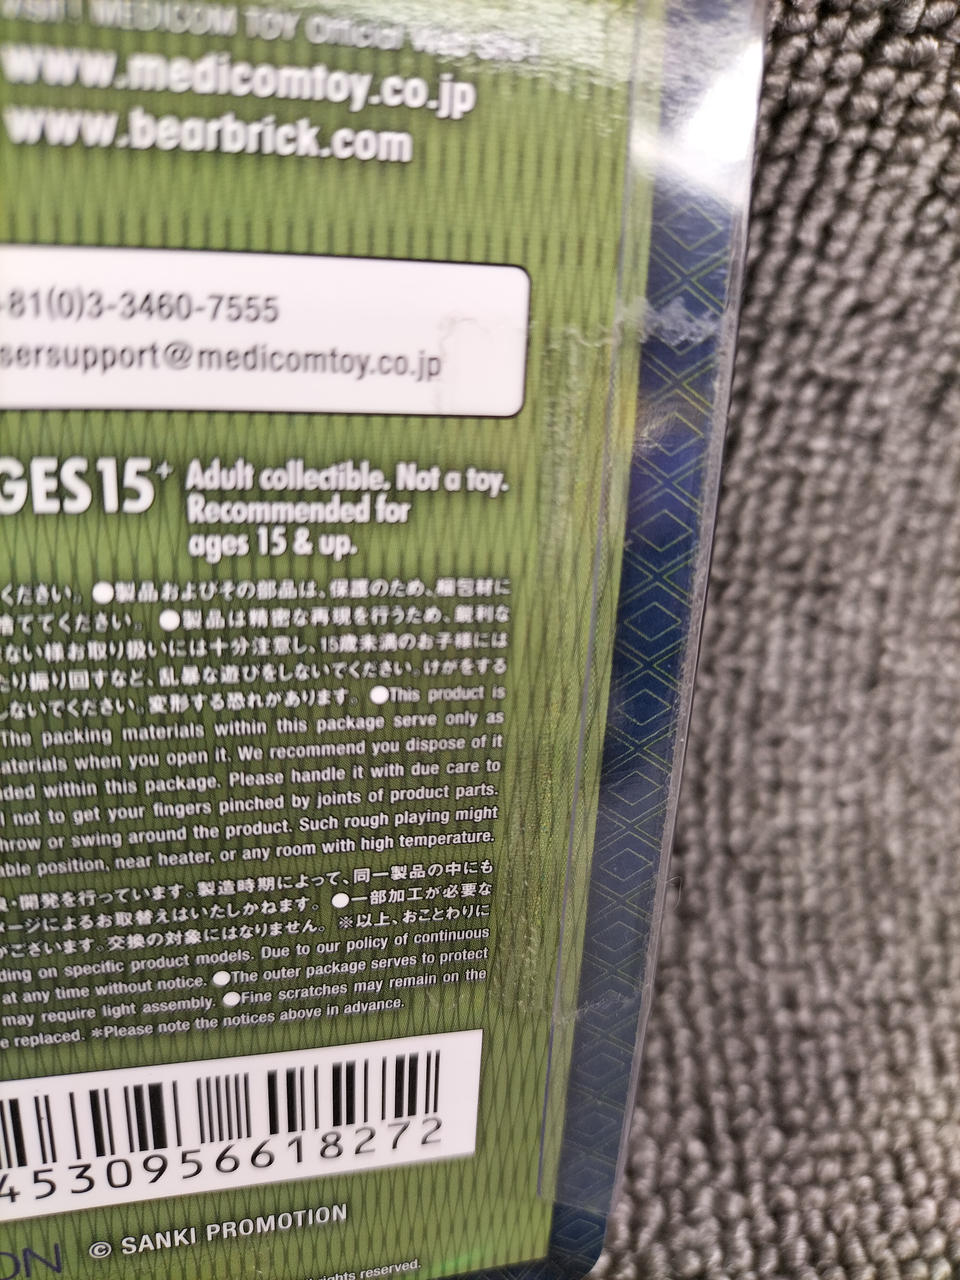 MEDICOM TOY Official Web Site!
www.medicomtoy.co.jp
www.bearbrick.com
81(0)3-3460-7555
sersupport@medicomtoy.co.jp
GES15+ Adult collectible. Not a toy.
Recommended for
ages 15 & up.
ください。●製品およびその部品は、保護のため、梱包材に
捨ててください。 ●製品は精密な再現を行うため、鋭利な
ない様お取り扱いには十分注意し、15歳未満のお子様には
たり振り回すなど、乱暴な遊びをしないでください。けがをする
しないでください。変形する恐れがあります。 ●This product is
The packing materials within this package serve only as
aterials when you open it. We recommend you dispose of it
ded within this package. Please handle it with due care to
l not to get your fingers pinched by joints of product parts.
hrow or swing around the product. Such rough playing might
able position, near heater, or any room with high temperature.
・開発を行っています。製造時期によって、同一製品の中にも
ージによるお取替えはいたしかねます。 ●一部加工が必要な
がございます。交換の対象にはなりません。 ※以上、おことわりに
ding on specific product models. Due to our policy of continuous
at any time without notice. ●The outer package serves to protect
may require light assembly. ●Fine scratches may remain on the
e replaced. *Please note the notices above in advance.
4530956618272
ON © SANKI PROMOTION
rights reserved.